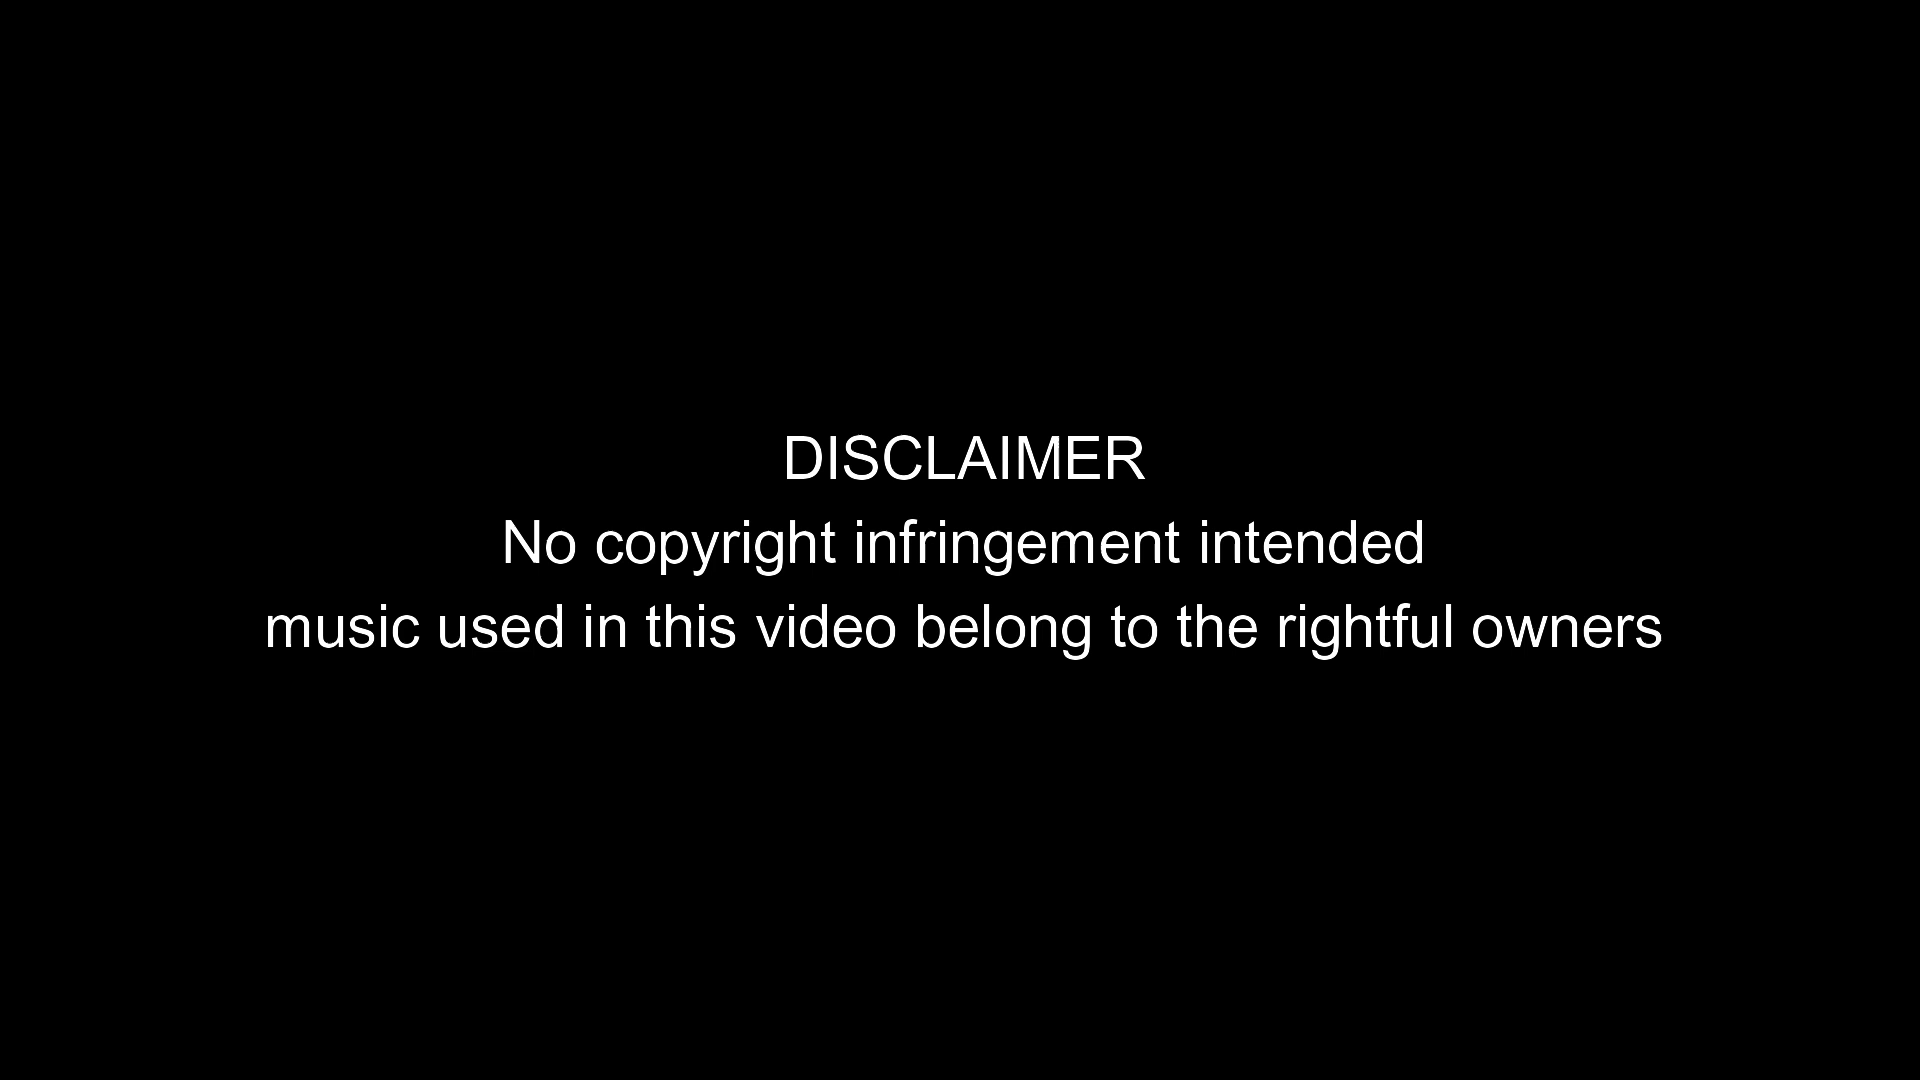 DISCLAIMER
No copyright infringement intended
music used in this video belong to the rightful owners